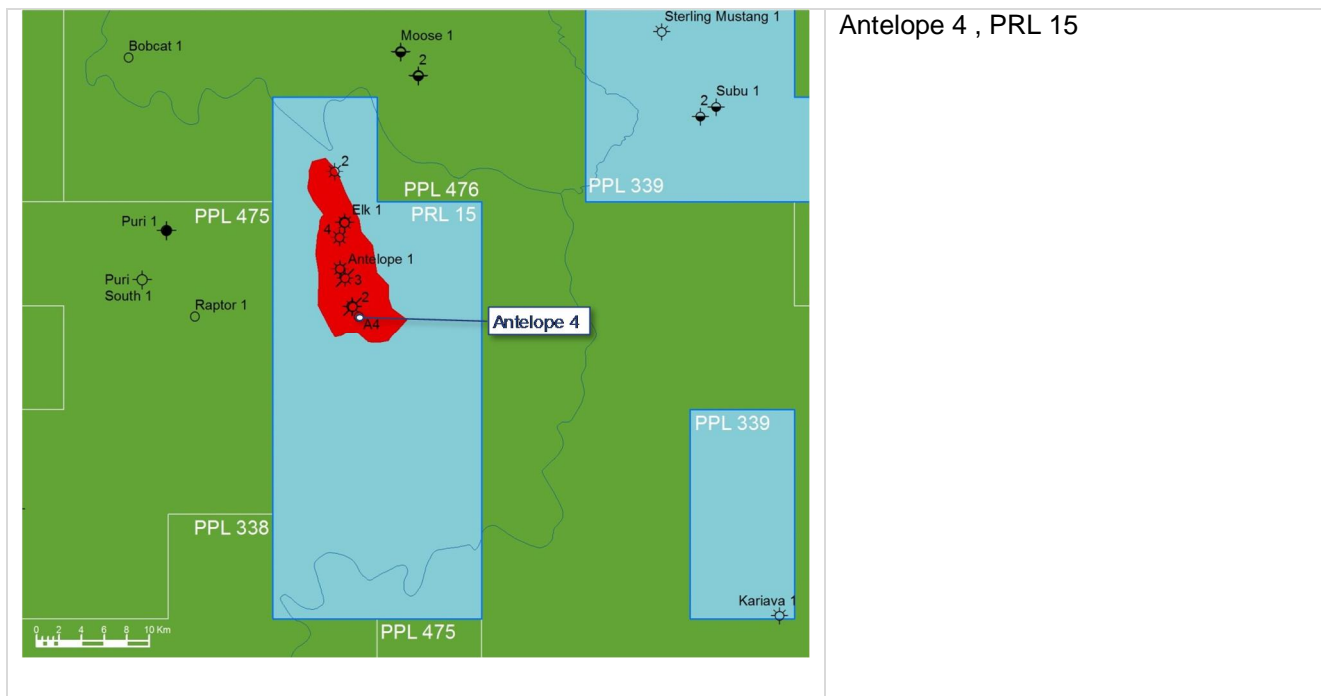 Antelope 4 , PRL 15
Sterling Mustang 1
Moose 1
Bobcat 1
2
Subu 1
2
2
PPL 476
PPL 339
PPL 475
Elk 1
PRL 15
Puri 1
4
Antelope 1
Puri
South 1
3
Raptor 1
2
A4
Antelope 4
PPL 339
PPL 338
Kariava 1
0 2 4 6 8 10 Km
PPL 475